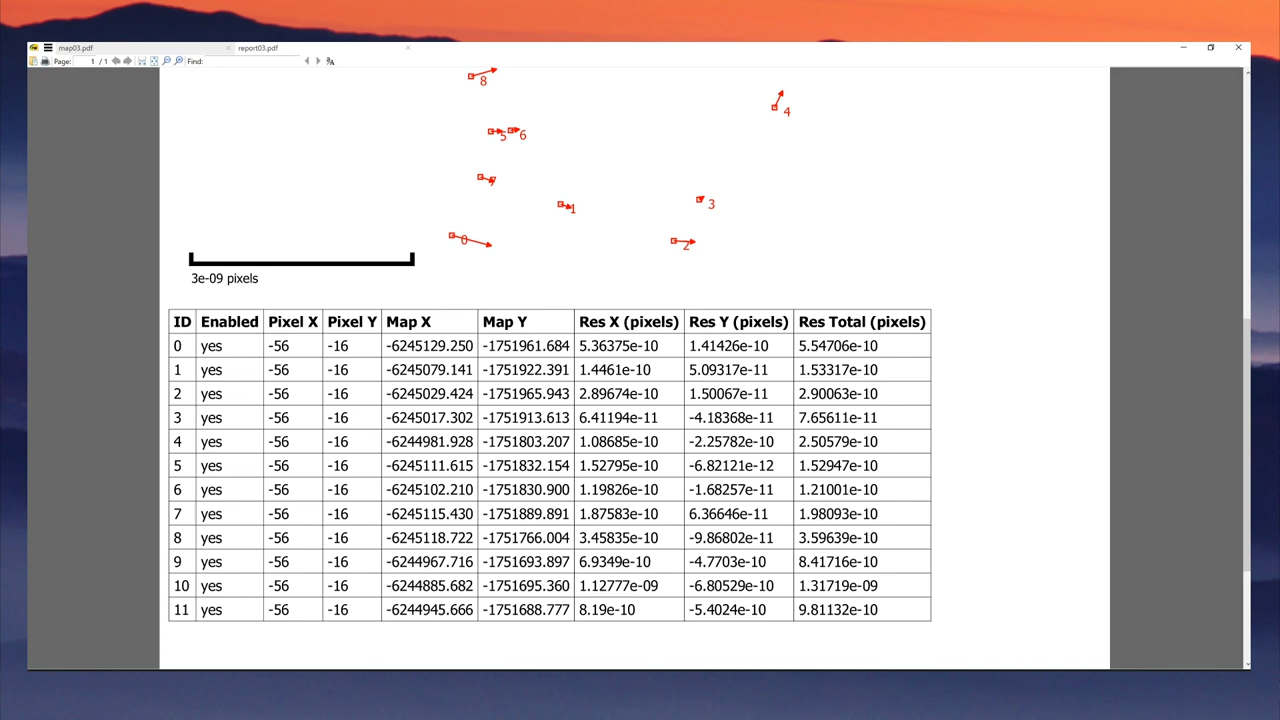 map03.pdf
report03.pdf
Page: 1 / 1 Find:
8
4
5 6
7
3
1
0
2
3e-09 pixels
ID Enabled Pixel X Pixel Y Map X Map Y Res X (pixels) Res Y (pixels) Res Total (pixels)
0 yes -56 -16 -6245129.250 -1751961.684 5.36375e-10 1.41426e-10 5.54706e-10
1 yes -56 -16 -6245079.141 -1751922.391 1.4461e-10 5.09317e-11 1.53317e-10
2 yes -56 -16 -6245029.424 -1751965.943 2.89674e-10 1.50067e-11 2.90063e-10
3 yes -56 -16 -6245017.302 -1751913.613 6.41194e-11 -4.18368e-11 7.65611e-11
4 yes -56 -16 -6244981.928 -1751803.207 1.08685e-10 -2.25782e-10 2.50579e-10
5 yes -56 -16 -6245111.615 -1751832.154 1.52795e-10 -6.82121e-12 1.52947e-10
6 yes -56 -16 -6245102.210 -1751830.900 1.19826e-10 -1.68257e-11 1.21001e-10
7 yes -56 -16 -6245115.430 -1751889.891 1.87583e-10 6.36646e-11 1.98093e-10
8 yes -56 -16 -6245118.722 -1751766.004 3.45835e-10 -9.86802e-11 3.59639e-10
9 yes -56 -16 -6244967.716 -1751693.897 6.9349e-10 -4.7703e-10 8.41716e-10
10 yes -56 -16 -6244885.682 -1751695.360 1.12777e-09 -6.80529e-10 1.31719e-09
11 yes -56 -16 -6244945.666 -1751688.777 8.19e-10 -5.4024e-10 9.81132e-10